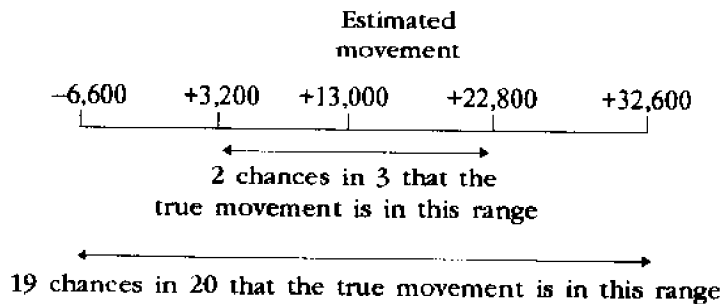 Estimated
movement
–6,600 +3,200 +13,000 +22,800 +32,600
2 chances in 3 that the
true movement is in this range
19 chances in 20 that the true movement is in this range